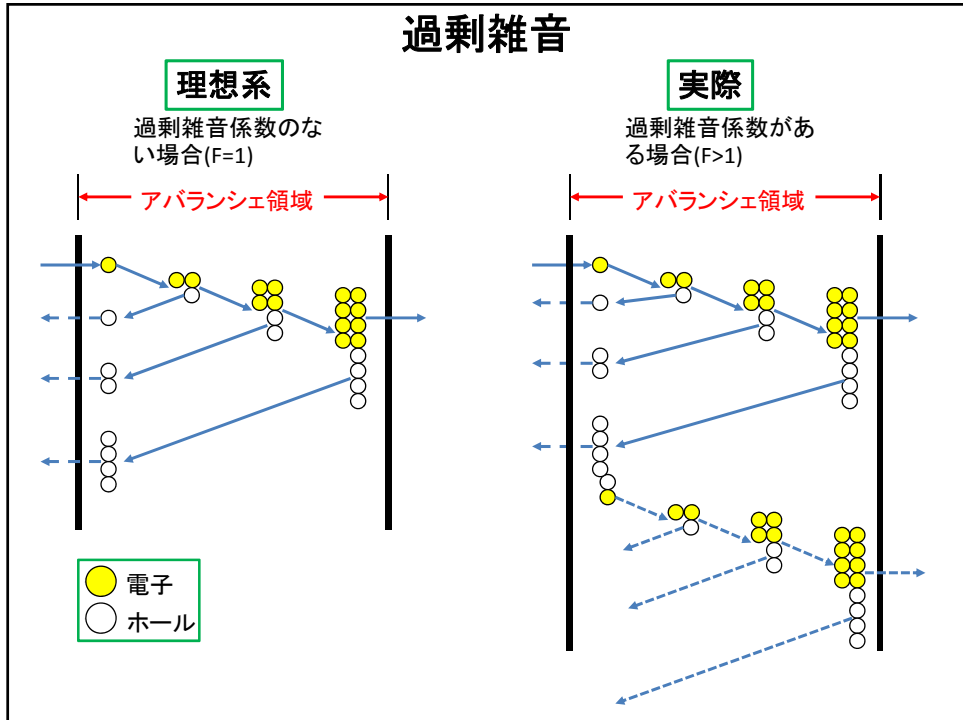 過剰雑音
理想系
過剰雑音係数のな
い場合(F=1)
アバランシェ領域
実際
過剰雑音係数があ
る場合(F>1)
アバランシェ領域
電子
ホール